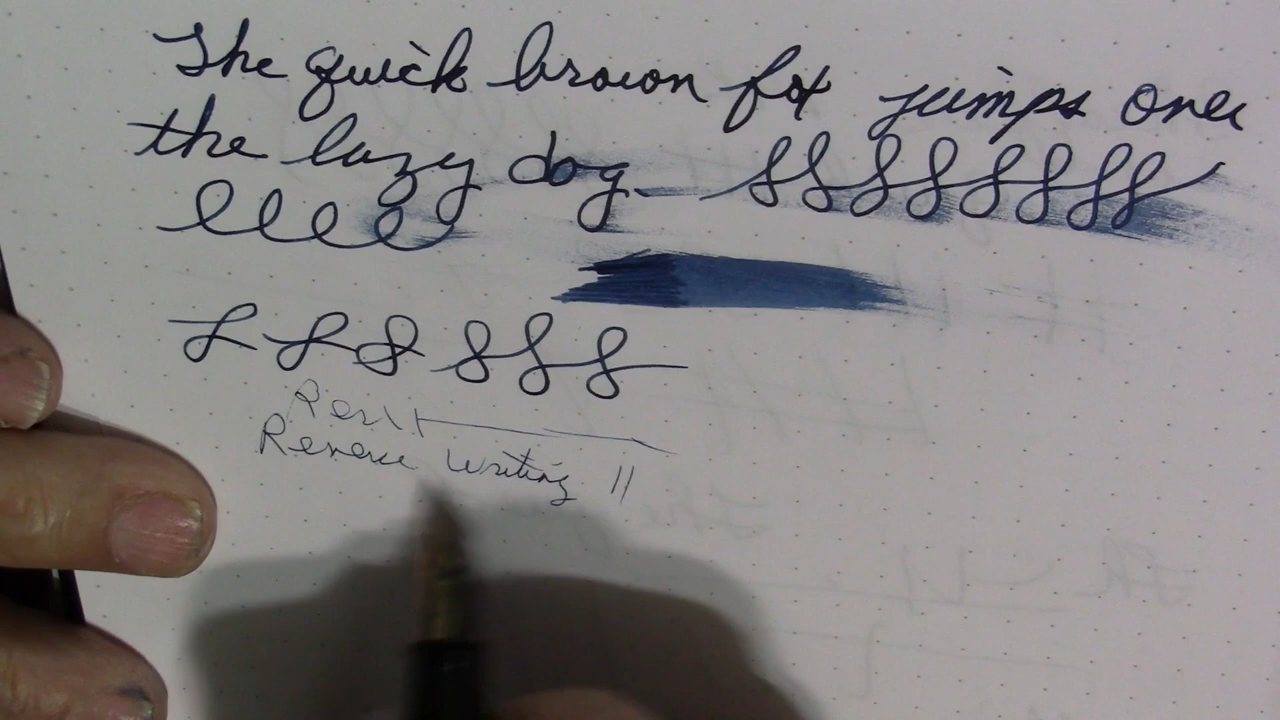 The quick brown fox jumps over
the lazy dog
Reverse Writing